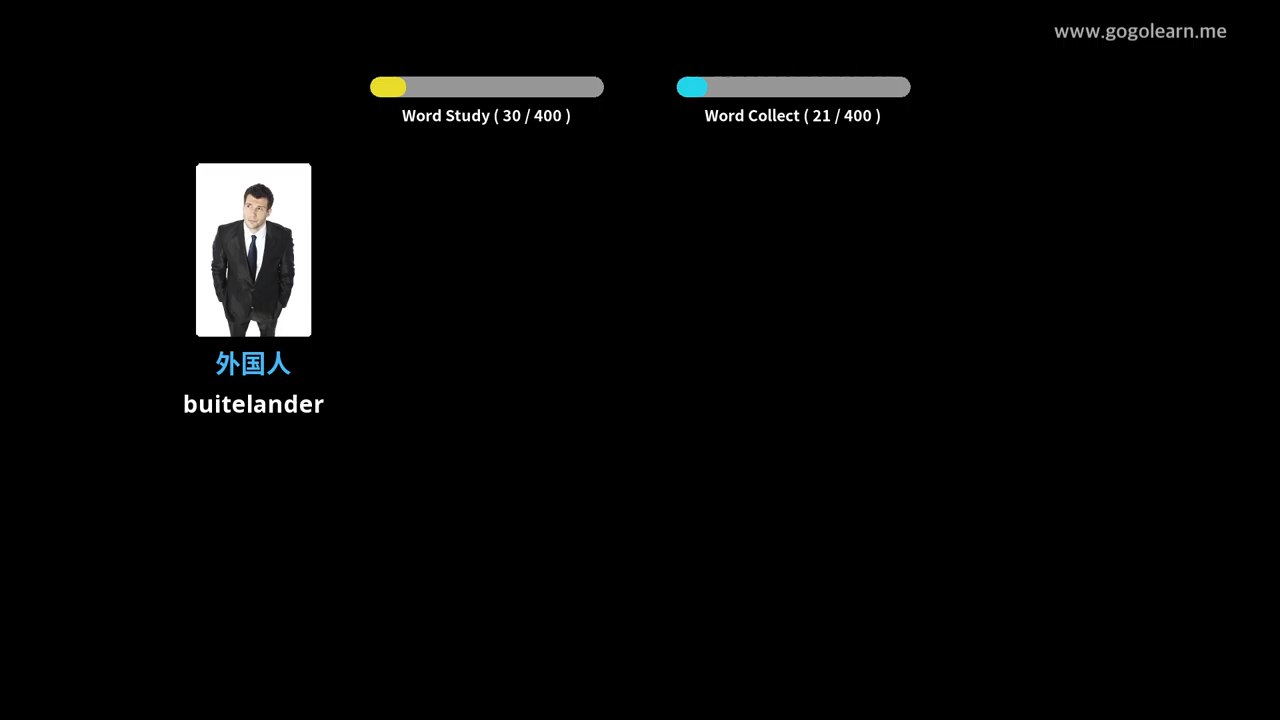 www.gogolearn.me
Word Study ( 30 / 400 )
Word Collect ( 21 / 400 )
外国人
buitelander